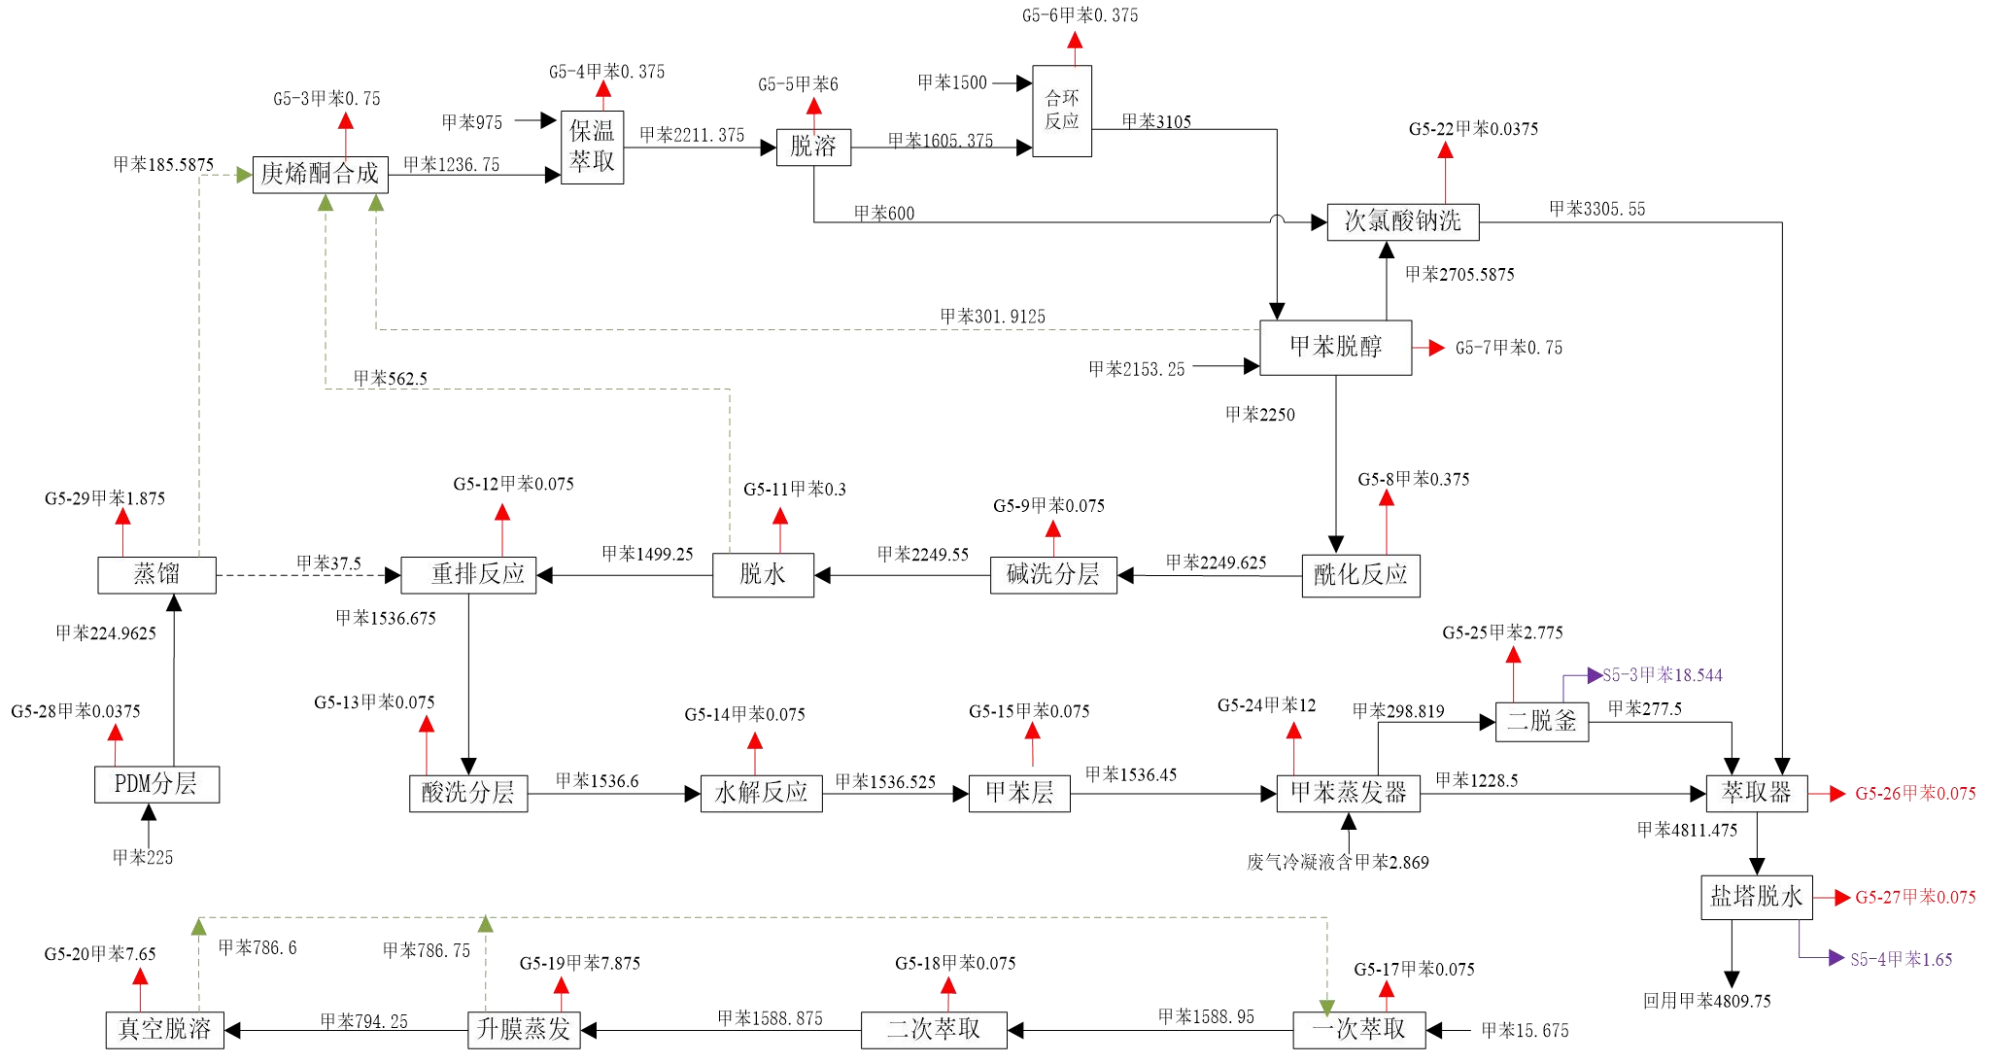 G5-6甲苯0.375
G5-4甲苯0.375
G5-5甲苯6
甲苯1500
G5-3甲苯0.75
合环
反应
甲苯975
保温
萃取
甲苯2211.375
脱溶
甲苯1605.375
甲苯3105
G5-22甲苯0.0375
甲苯185.5875
庚烯酮合成
甲苯1236.75
甲苯600
次氯酸钠洗
甲苯3305.55
甲苯2705.5875
甲苯301.9125
甲苯脱醇
G5-7甲苯0.75
甲苯2153.25
甲苯562.5
甲苯2250
G5-29甲苯1.875
G5-12甲苯0.075
G5-11甲苯0.3
G5-9甲苯0.075
G5-8甲苯0.375
蒸馏
甲苯37.5
重排反应
甲苯1499.25
脱水
甲苯2249.55
碱洗分层
甲苯2249.625
酰化反应
甲苯224.9625
甲苯1536.675
G5-25甲苯2.775
S5-3甲苯18.544
G5-28甲苯0.0375
G5-13甲苯0.075
G5-14甲苯0.075
G5-15甲苯0.075
G5-24甲苯12
甲苯298.819
二脱釜
甲苯277.5
PDM分层
酸洗分层
甲苯1536.6
水解反应
甲苯1536.525
甲苯层
甲苯1536.45
甲苯蒸发器
甲苯1228.5
萃取器
G5-26甲苯0.075
甲苯225
废气冷凝液含甲苯2.869
甲苯4811.475
盐塔脱水
G5-27甲苯0.075
甲苯786.6
甲苯786.75
G5-20甲苯7.65
G5-19甲苯7.875
G5-18甲苯0.075
G5-17甲苯0.075
S5-4甲苯1.65
回用甲苯4809.75
真空脱溶
甲苯794.25
升膜蒸发
甲苯1588.875
二次萃取
甲苯1588.95
一次萃取
甲苯15.675